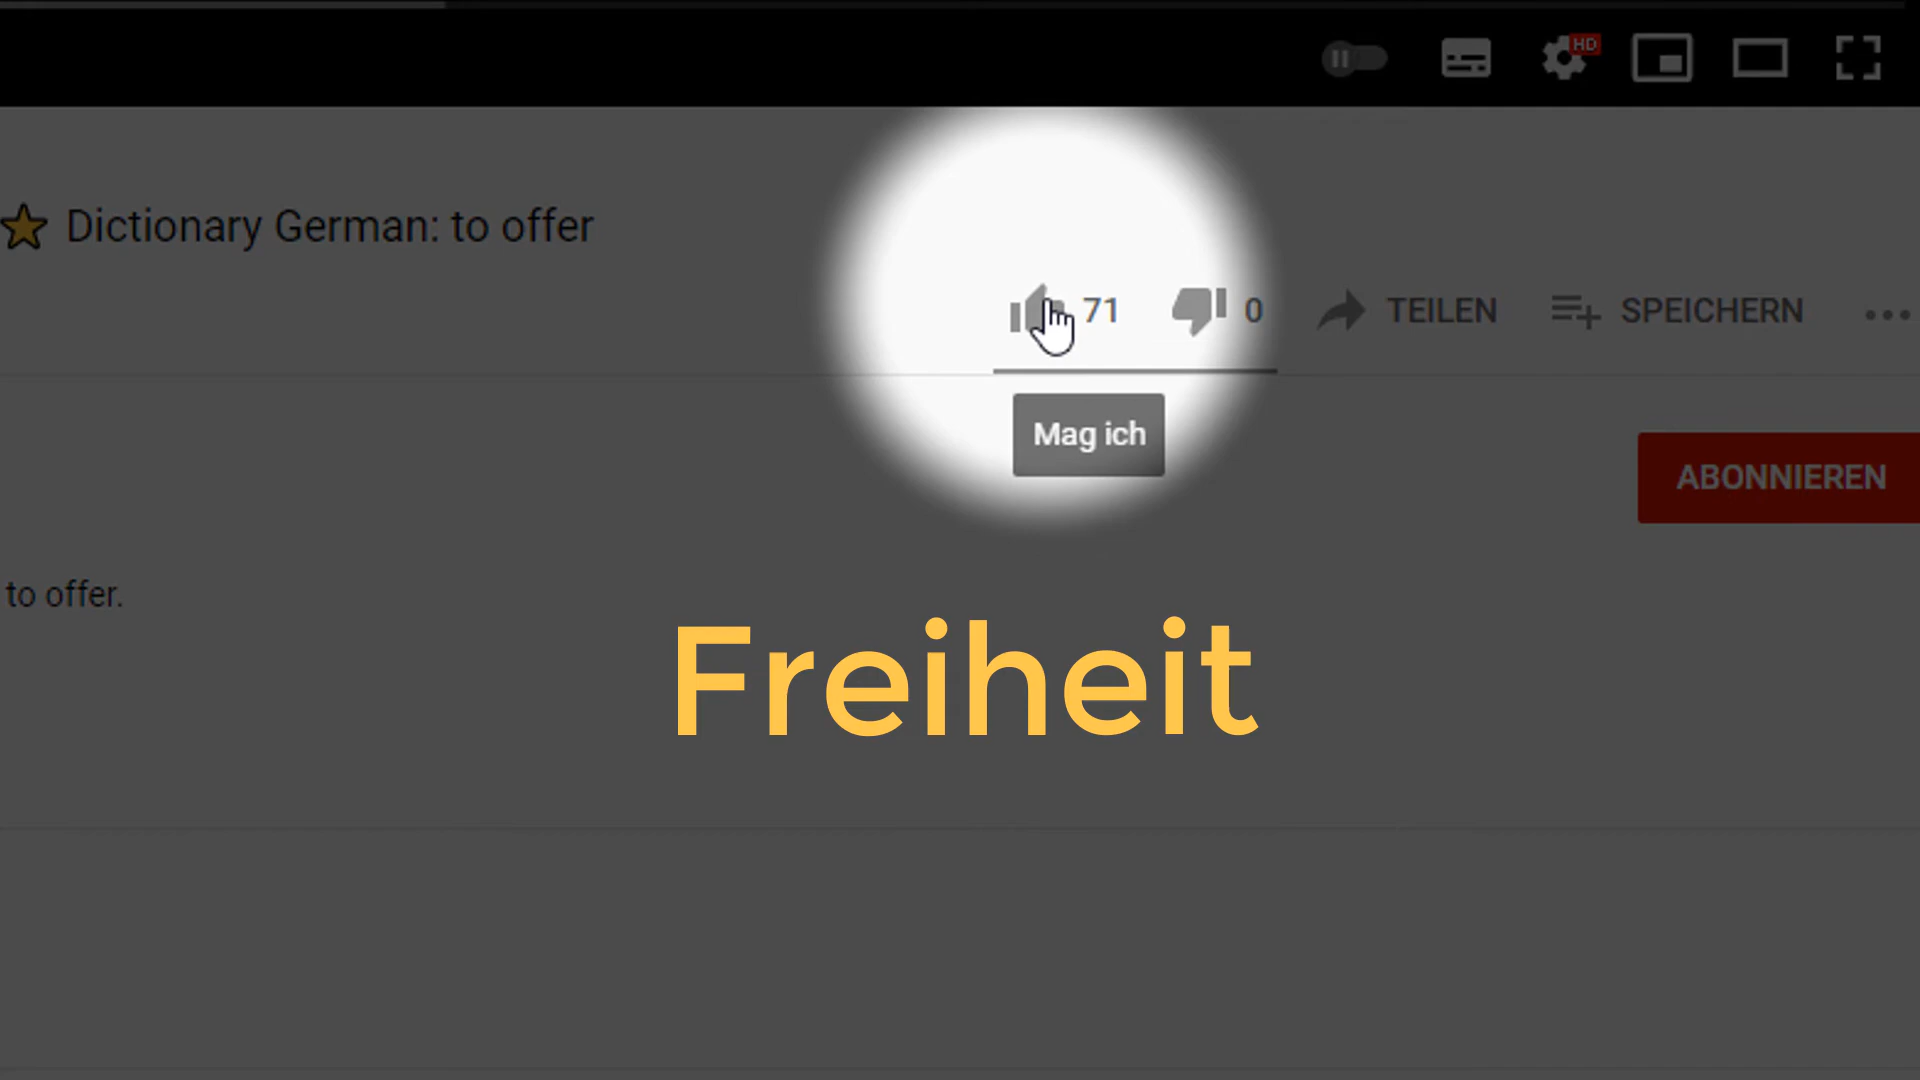 HD
Dictionary German: to offer
71 0 TEILEN SPEICHERN
Mag ich
ABONNIEREN
to offer.
Freiheit